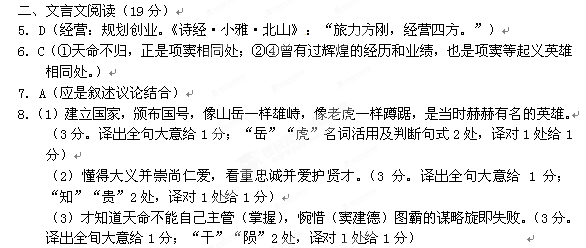 二、文言文阅读（19 分）
5. D（经营：规划创业。《诗经·小雅·北山》：“旅力方刚，经营四方。”）
6. C（①天命不归，正是项窦相同处；②④曾有过辉煌的经历和业绩，也是项窦等起义英雄
相同处。）
7. A（应是叙述议论结合）
8.（1）建立国家，颁布国号，像山岳一样雄峙，像老虎一样蹲踞，是当时赫赫有名的英雄。
（3 分。译出全句大意给 1 分；“岳”“虎”名词活用及判断句式 2 处，译对 1 处给 1
分）
（2）懂得大义并崇尚仁爱，看重忠诚并爱护贤才。（3 分。译出全句大意给 1 分；
“知”“贵”2 处，译对 1 处给 1 分）
（3）才知道天命不能自己主管（掌握），惋惜（窦建德）图霸的谋略旋即失败。（3 分。
译出全句大意给 1 分；“干”“陨”2 处，译对 1 处给 1 分）